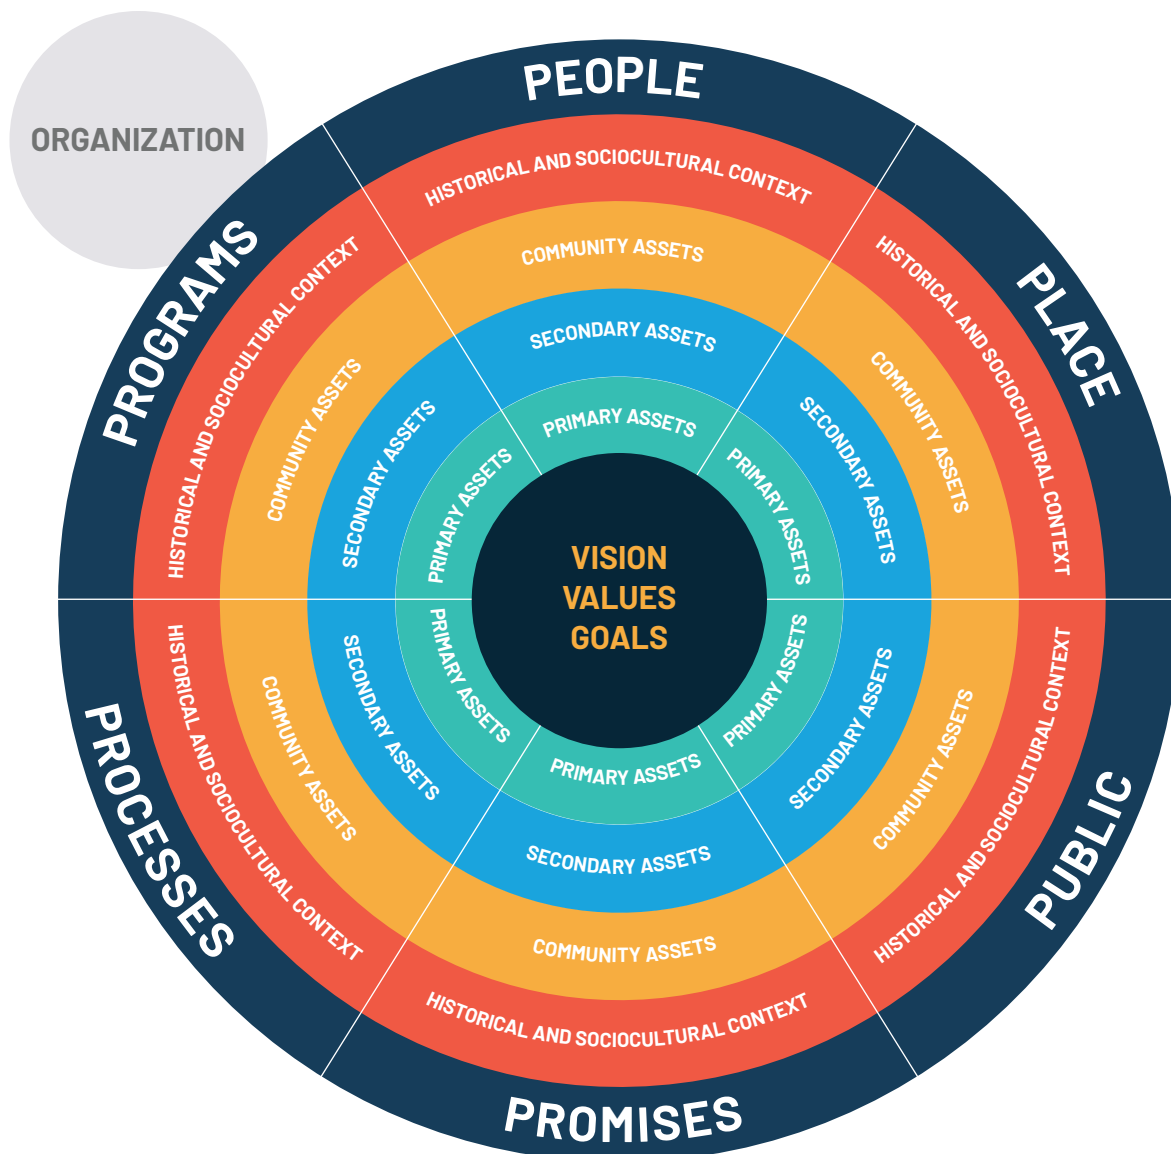 ORGANIZATION
PEOPLE
PLACE
PUBLIC
PROMISES
PROCESSES
PROGRAMS
HISTORICAL AND SOCIOCULTURAL CONTEXT
COMMUNITY ASSETS
SECONDARY ASSETS
PRIMARY ASSETS
HISTORICAL AND SOCIOCULTURAL CONTEXT
COMMUNITY ASSETS
SECONDARY ASSETS
PRIMARY ASSETS
HISTORICAL AND SOCIOCULTURAL CONTEXT
COMMUNITY ASSETS
SECONDARY ASSETS
PRIMARY ASSETS
HISTORICAL AND SOCIOCULTURAL CONTEXT
COMMUNITY ASSETS
SECONDARY ASSETS
PRIMARY ASSETS
HISTORICAL AND SOCIOCULTURAL CONTEXT
COMMUNITY ASSETS
SECONDARY ASSETS
PRIMARY ASSETS
HISTORICAL AND SOCIOCULTURAL CONTEXT
COMMUNITY ASSETS
SECONDARY ASSETS
PRIMARY ASSETS
VISION
VALUES
GOALS